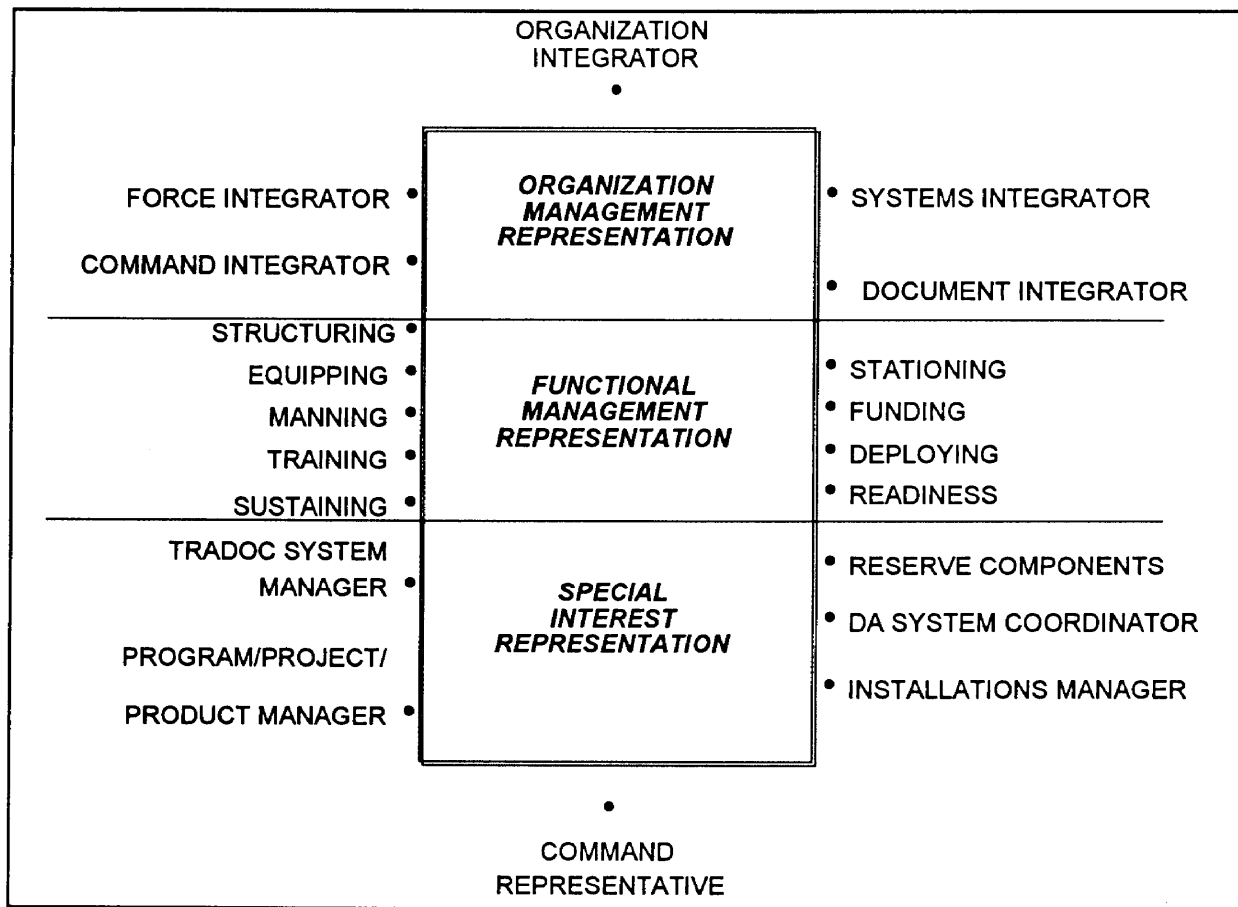 ORGANIZATION
INTEGRATOR
FORCE INTEGRATOR
COMMAND INTEGRATOR
ORGANIZATION
MANAGEMENT
REPRESENTATION
SYSTEMS INTEGRATOR
DOCUMENT INTEGRATOR
STRUCTURING
EQUIPPING
MANNING
TRAINING
SUSTAINING
FUNCTIONAL
MANAGEMENT
REPRESENTATION
STATIONING
FUNDING
DEPLOYING
READINESS
TRADOC SYSTEM
MANAGER
PROGRAM/PROJECT/
PRODUCT MANAGER
SPECIAL
INTEREST
REPRESENTATION
RESERVE COMPONENTS
DA SYSTEM COORDINATOR
INSTALLATIONS MANAGER
COMMAND
REPRESENTATIVE